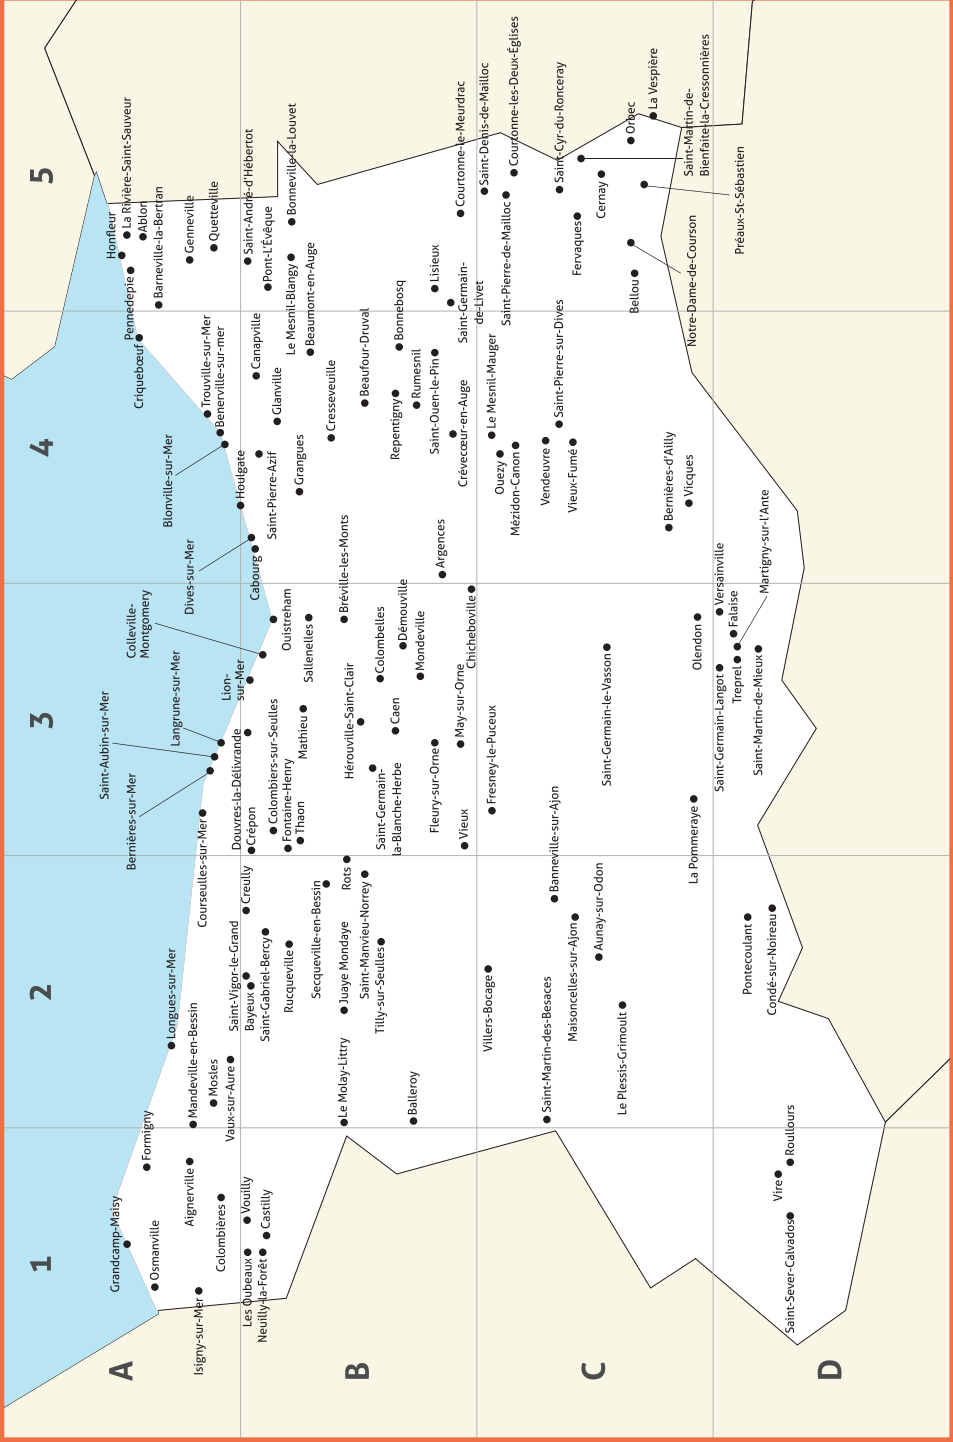 1
2
3
4
5
A
B
C
D
Grandcamp-Maisy
Osmanville
Isigny-sur-Mer
Aignerville
Colombières
Formigny
Les Oubeaux
Neuilly-la-Forêt
Vouilly
Castilly
Longues-sur-Mer
Mandeville-en-Bessin
Mosles
Vaux-sur-Aure
Courseulles-sur-Mer
Saint-Vigor-le-Grand
Bayeux
Saint-Gabriel-Bercy
Creully
Rucqueville
Secqueville-en-Bessin
Rots
Juaye Mondaye
Saint-Manvieu-Norrey
Tilly-sur-Seulles
Le Molay-Littry
Balleroy
Villers-Bocage
Saint-Martin-des-Besaces
Banneville-sur-Ajon
Maisoncelles-sur-Ajon
Aunay-sur-Odon
Le Plessis-Grimoult
Pontecoulant
Condé-sur-Noireau
Roullours
Vire
Saint-Sever-Calvados
Saint-Aubin-sur-Mer
Bernières-sur-Mer
Langrune-sur-Mer
Colleville-
Montgomery
Lion-
sur-Mer
Douvres-la-Délivrande
Crépon
Colombiers-sur-Seulles
Fontaine-Henry
Thaon
Mathieu
Ouistreham
Sallenelles
Bréville-les-Monts
Hérouville-Saint-Clair
Colombelles
Démouville
Mondeville
Caen
Saint-Germain-
la-Blanche-Herbe
Fleury-sur-Orne
May-sur-Orne
Vieux
Chicheboville
Fresney-le-Puceux
Saint-Germain-le-Vasson
La Pommeraye
Olendon
Versainville
Falaise
Martigny-sur-l'Ante
Saint-Germain-Langot
Treprel
Saint-Martin-de-Mieux
Criquebœuf
Trouville-sur-Mer
Benerville-sur-mer
Blonville-sur-Mer
Houlgate
Dives-sur-Mer
Cabourg
Canapville
Glanville
Saint-Pierre-Azif
Grangues
Cresseveuille
Beaufour-Druval
Bonnebosq
Repentigny
Rumesnil
Saint-Ouen-le-Pin
Crévecœur-en-Auge
Argences
Le Mesnil-Mauger
Ouezy
Mézidon-Canon
Vendeuvre
Saint-Pierre-sur-Dives
Vieux-Fumé
Bernières-d'Ailly
Vicques
Honfleur
La Rivière-Saint-Sauveur
Ablon
Pennedepie
Barneville-la-Bertran
Genneville
Quetteville
Saint-André-d'Hébertot
Pont-L'Évêque
Bonneville-la-Louvet
Le Mesnil-Blangy
Beaumont-en-Auge
Lisieux
Saint-Germain-
de-Livet
Courtonne-le-Meurdrac
Saint-Denis-de-Mailloc
Courtonne-les-Deux-Églises
Saint-Pierre-de-Mailloc
Saint-Cyr-du-Ronceray
Fervaques
Cernay
Orbec
La Vespière
Saint-Martin-de-
Bienfaite-la-Cressonnières
Préaux-St-Sébastien
Notre-Dame-de-Courson
Bellou